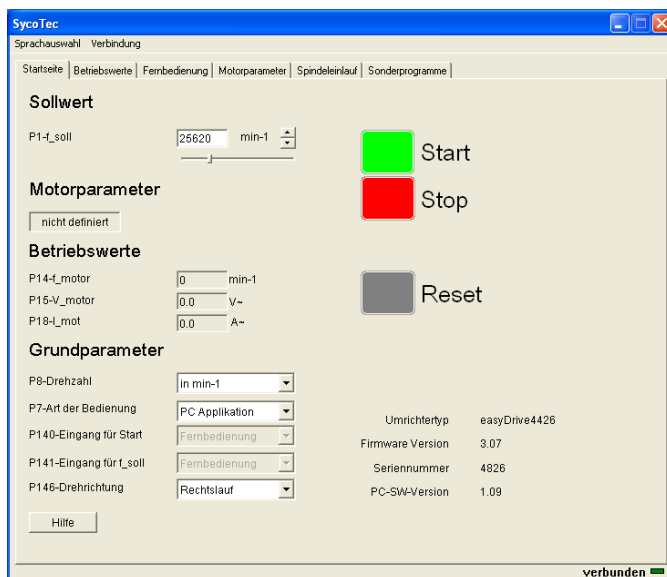 SycoTec
Sprachauswahl Verbindung
Startseite Betriebswerte Fernbedienung Motorparameter Spindeleinlauf Sonderprogramme
Sollwert
P1-f_soll 25620 min-1
Start
Stop
Motorparameter
nicht definiert
Betriebswerte
P14-f_motor 0 min-1
P15-V_motor 0.0 V~
P18-I_mot 0.0 A~
Reset
Grundparameter
P8-Drehzahl in min-1
P7-Art der Bedienung PC Applikation
P140-Eingang für Start Fernbedienung
P141-Eingang für f_soll Fernbedienung
P146-Drehrichtung Rechtslauf
Umrichtertyp easyDrive4426
Firmware Version 3.07
Seriennummer 4826
PC-SW-Version 1.09
Hilfe
verbunden